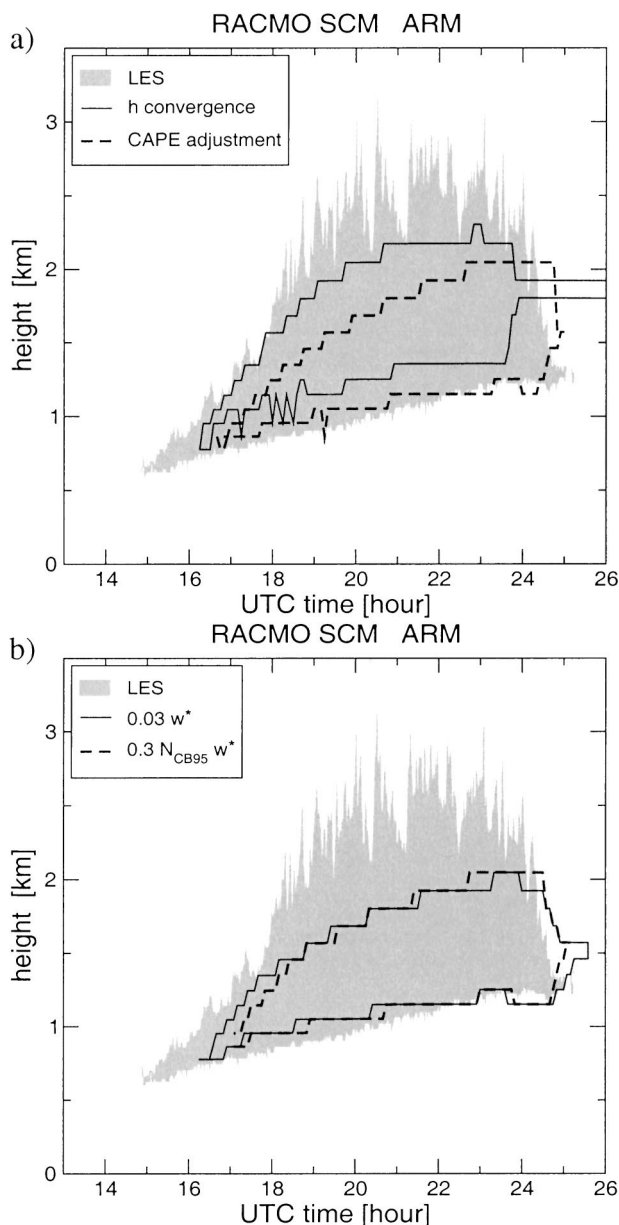 a)
RACMO SCM ARM
LES
h convergence
CAPE adjustment
height [km]
3
2
1
0
14 16 18 20 22 24 26
UTC time [hour]
b)
RACMO SCM ARM
LES
0.03 w*
0.3 N_CB95 w*
height [km]
3
2
1
0
14 16 18 20 22 24 26
UTC time [hour]